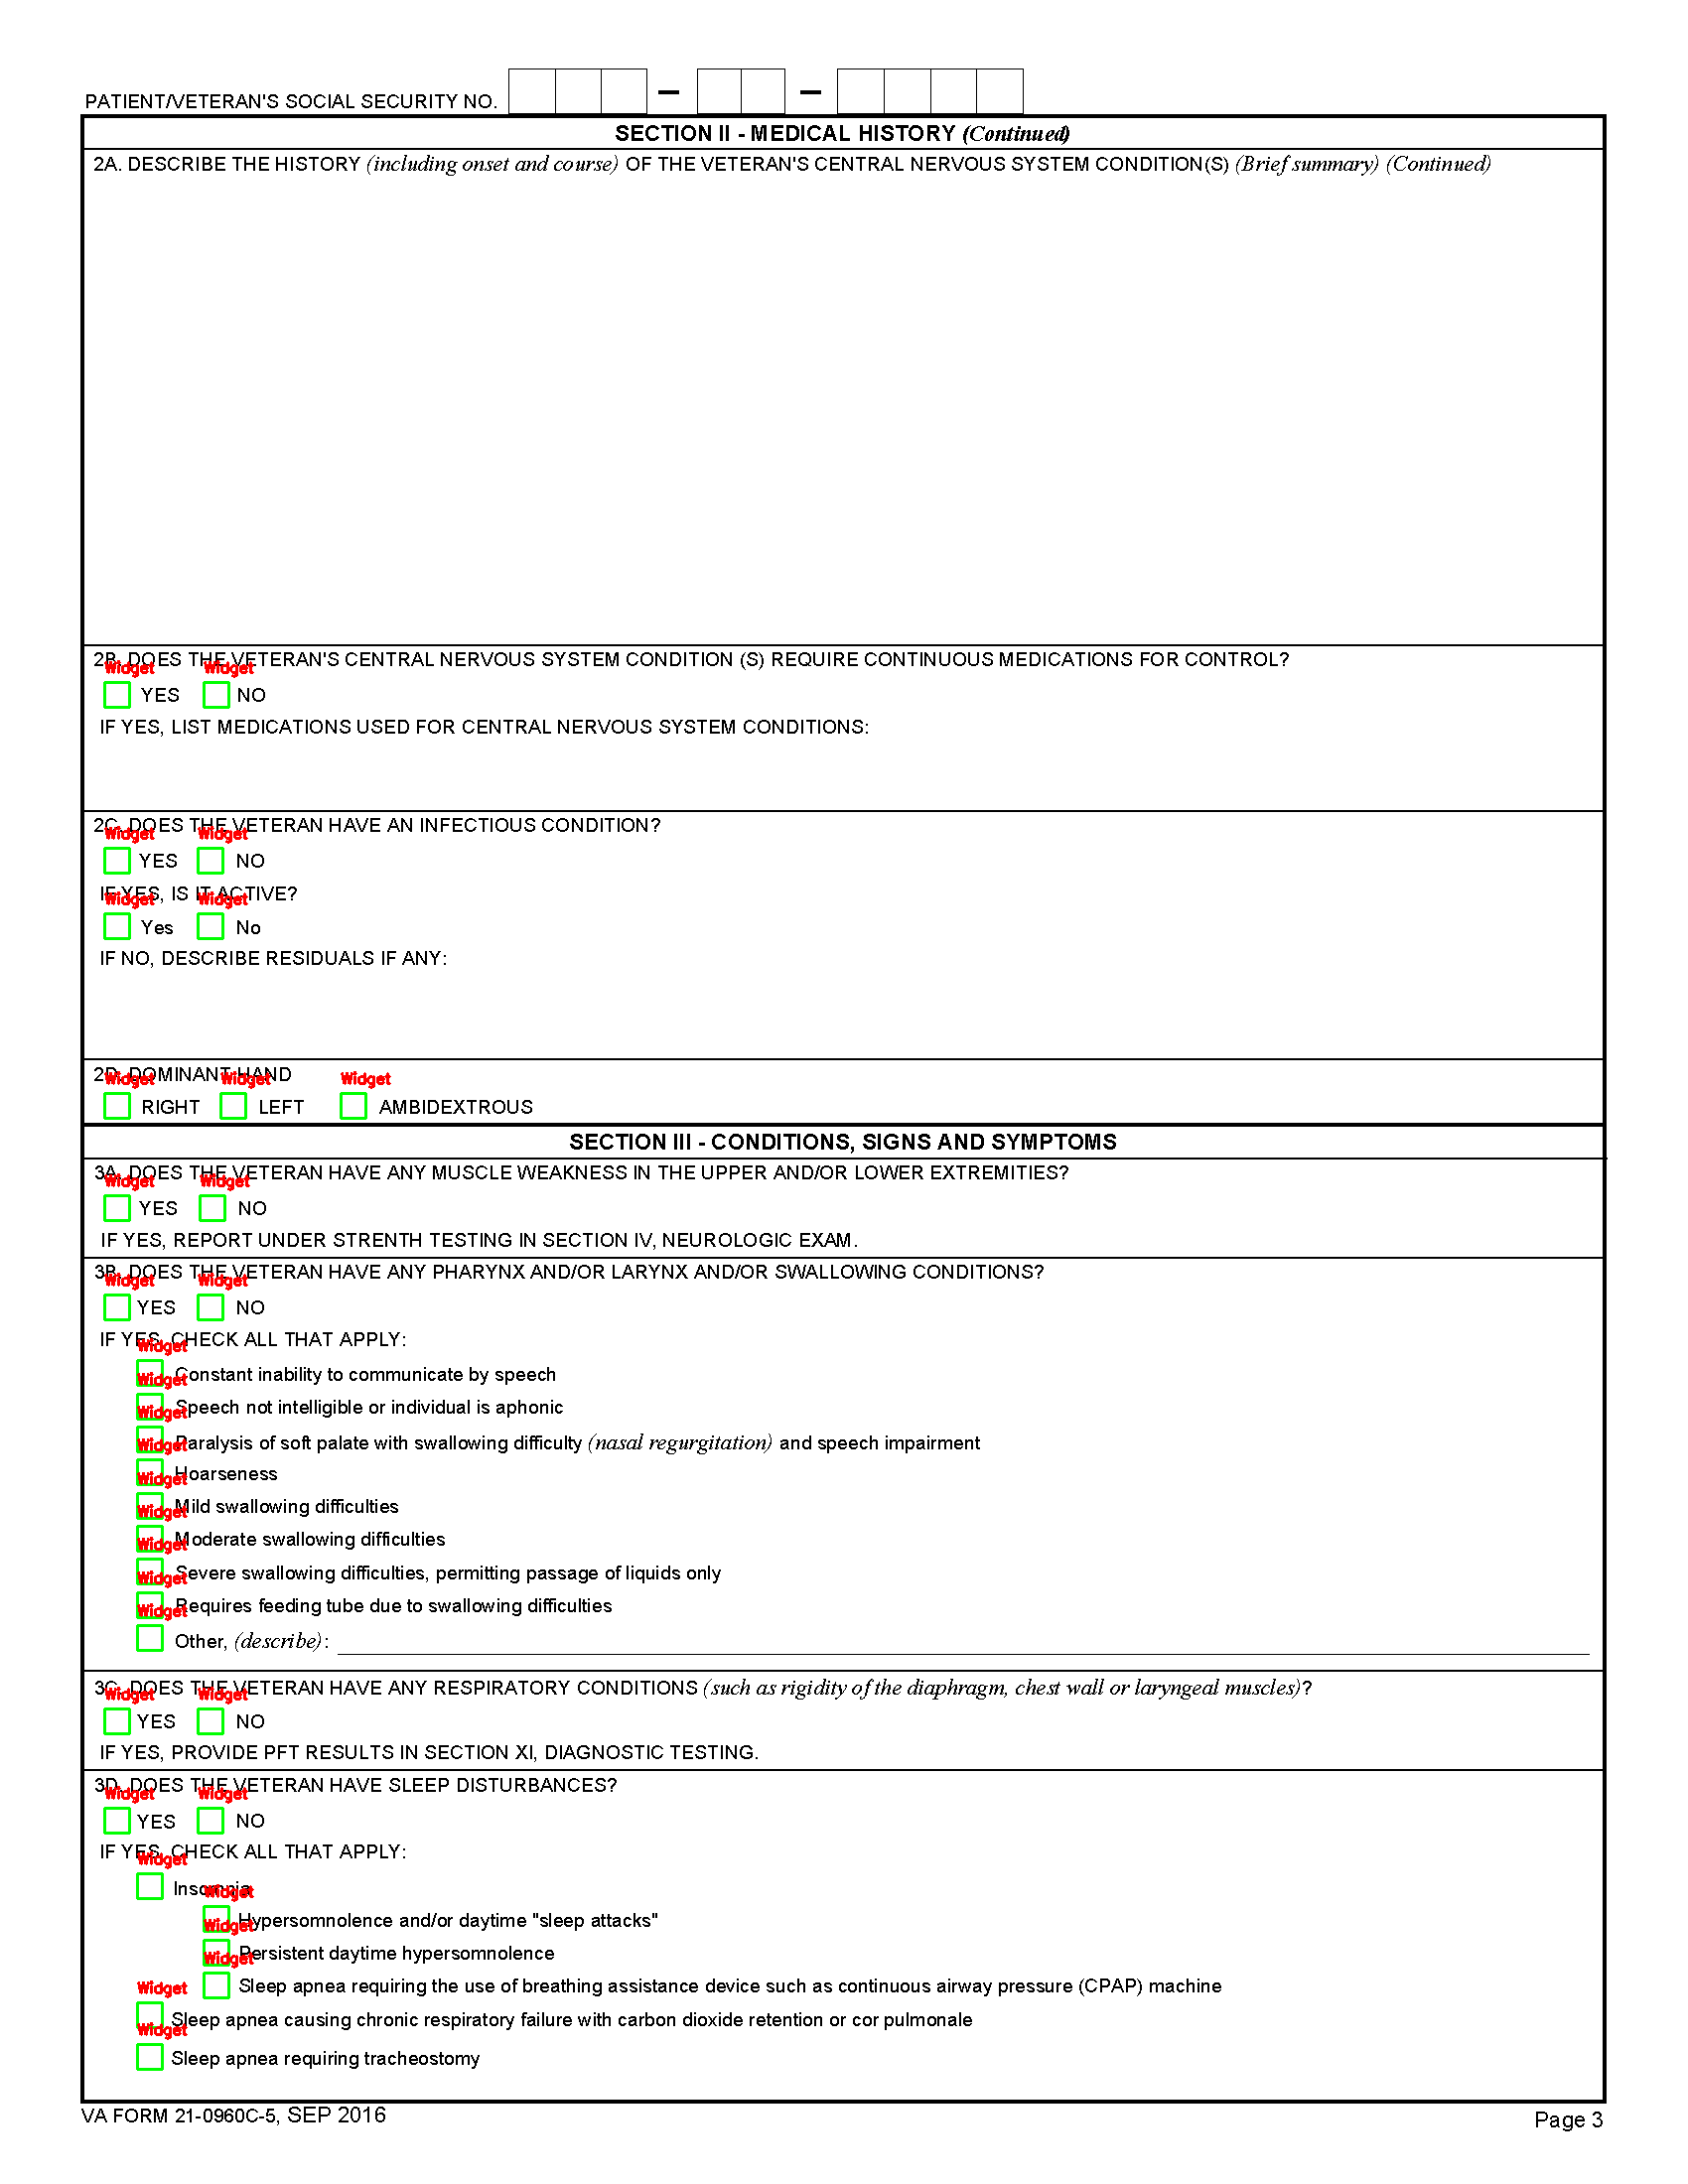 PATIENT/VETERAN'S SOCIAL SECURITY NO.
SECTION II - MEDICAL HISTORY (Continued)
2A. DESCRIBE THE HISTORY (including onset and course) OF THE VETERAN'S CENTRAL NERVOUS SYSTEM CONDITION(S) (Brief summary) (Continued)
2B. DOES THE VETERAN'S CENTRAL NERVOUS SYSTEM CONDITION (S) REQUIRE CONTINUOUS MEDICATIONS FOR CONTROL?
Widget Widget
YES NO
IF YES, LIST MEDICATIONS USED FOR CENTRAL NERVOUS SYSTEM CONDITIONS:
2C. DOES THE VETERAN HAVE AN INFECTIOUS CONDITION?
Widget Widget
YES NO
IF YES, IS IT ACTIVE?
Widget Widget
Yes No
IF NO, DESCRIBE RESIDUALS IF ANY:
2D. DOMINANT HAND
Widget Widget Widget
RIGHT LEFT AMBIDEXTROUS
SECTION III - CONDITIONS, SIGNS AND SYMPTOMS
3A. DOES THE VETERAN HAVE ANY MUSCLE WEAKNESS IN THE UPPER AND/OR LOWER EXTREMITIES?
Widget Widget
YES NO
IF YES, REPORT UNDER STRENTH TESTING IN SECTION IV, NEUROLOGIC EXAM.
3B. DOES THE VETERAN HAVE ANY PHARYNX AND/OR LARYNX AND/OR SWALLOWING CONDITIONS?
Widget Widget
YES NO
IF YES, CHECK ALL THAT APPLY:
Widget
Constant inability to communicate by speech
Widget
Speech not intelligible or individual is aphonic
Widget
Paralysis of soft palate with swallowing difficulty (nasal regurgitation) and speech impairment
Widget
Hoarseness
Widget
Mild swallowing difficulties
Widget
Moderate swallowing difficulties
Widget
Severe swallowing difficulties, permitting passage of liquids only
Widget
Requires feeding tube due to swallowing difficulties
Widget
Other, (describe):
3C. DOES THE VETERAN HAVE ANY RESPIRATORY CONDITIONS (such as rigidity of the diaphragm, chest wall or laryngeal muscles)?
Widget Widget
YES NO
IF YES, PROVIDE PFT RESULTS IN SECTION XI, DIAGNOSTIC TESTING.
3D. DOES THE VETERAN HAVE SLEEP DISTURBANCES?
Widget Widget
YES NO
IF YES, CHECK ALL THAT APPLY:
Widget
Insomnia
Widget
Hypersomnolence and/or daytime "sleep attacks"
Widget
Persistent daytime hypersomnolence
Widget
Sleep apnea requiring the use of breathing assistance device such as continuous airway pressure (CPAP) machine
Widget
Sleep apnea causing chronic respiratory failure with carbon dioxide retention or cor pulmonale
Widget
Sleep apnea requiring tracheostomy
VA FORM 21-0960C-5, SEP 2016
Page 3